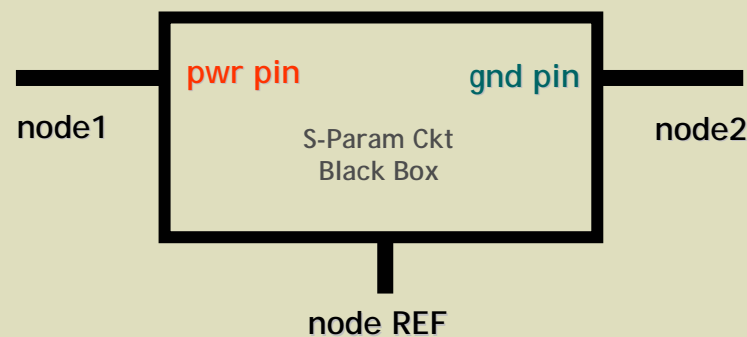 pwr pin
gnd pin
node1
S-Param Ckt
Black Box
node2
node REF